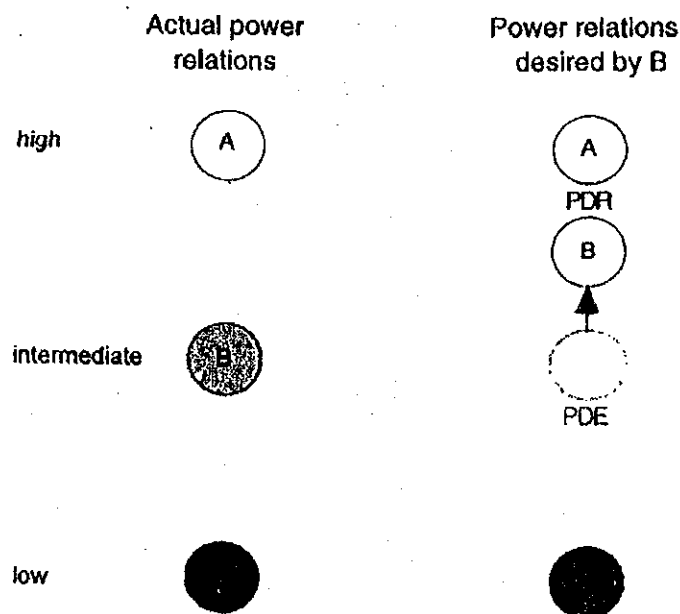 Actual power
relations
Power relations
desired by B
high
A
A
PDR
B
intermediate
B
PDE
low